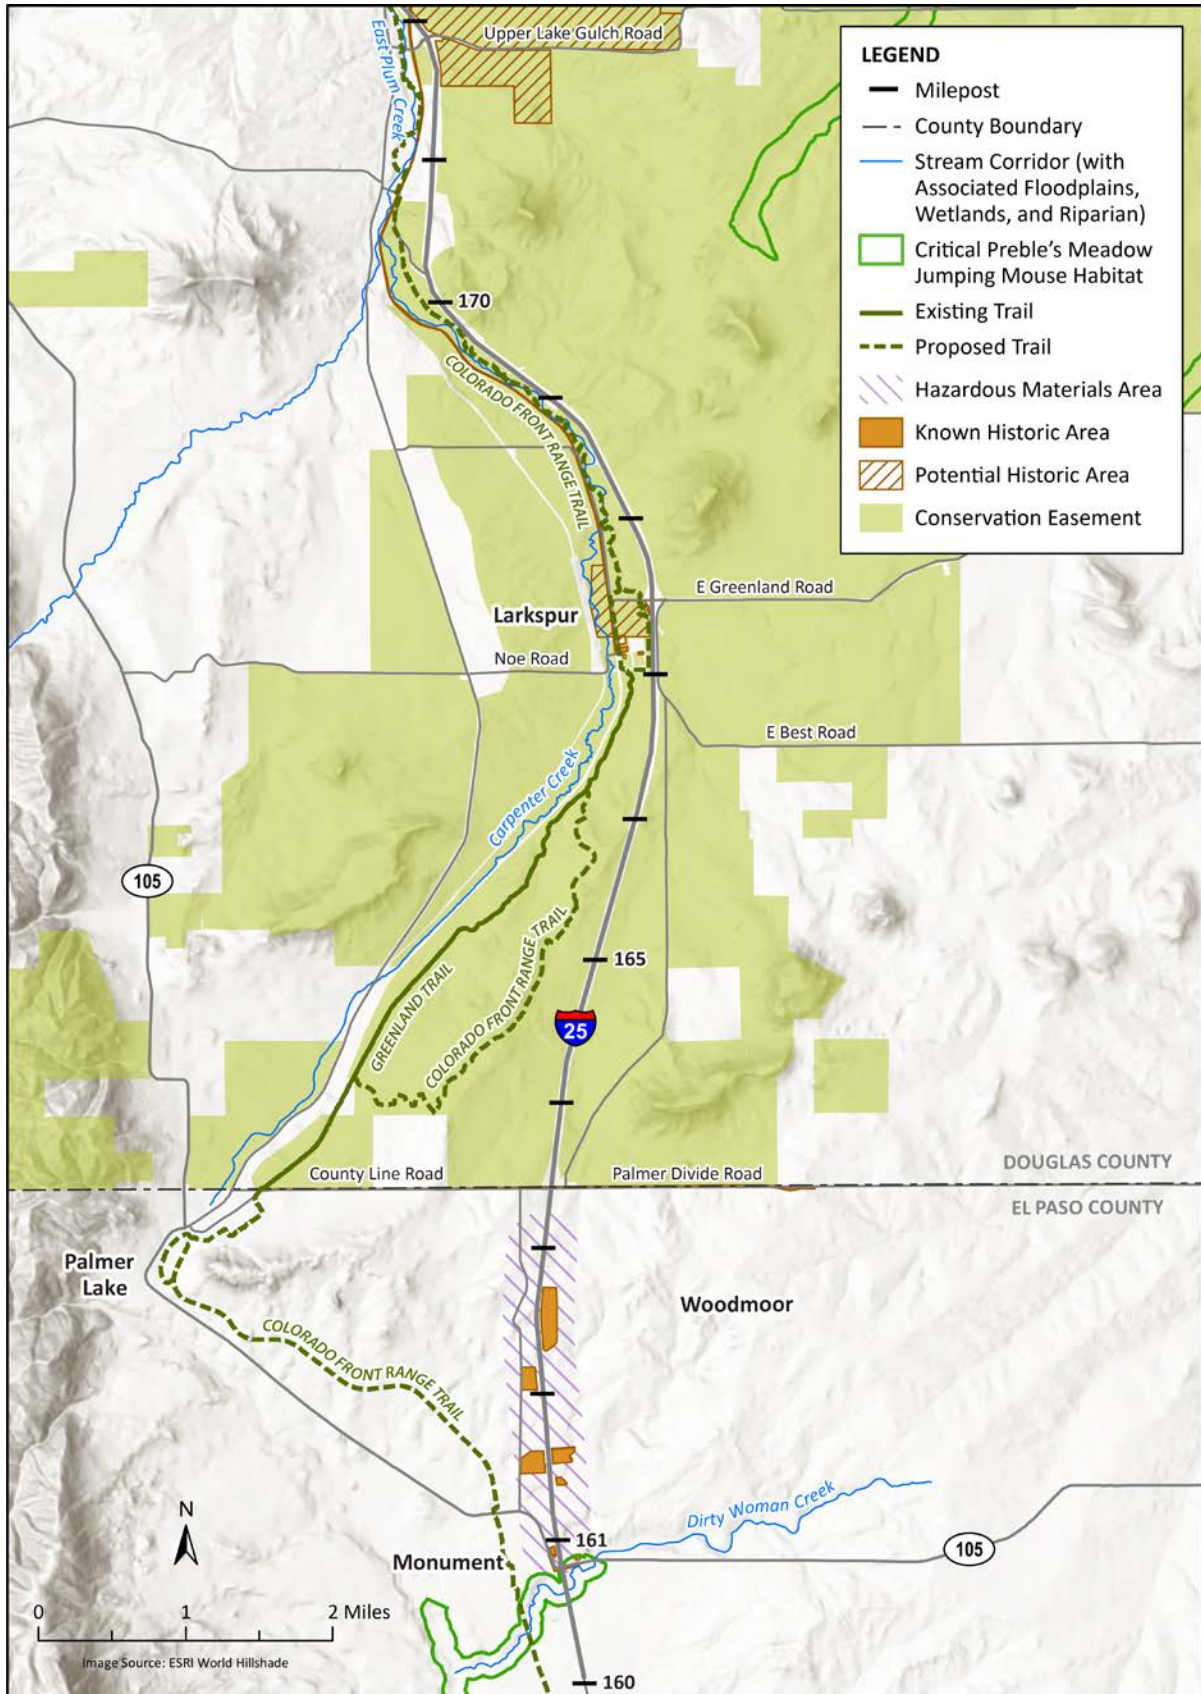 Upper Lake Gulch Road
East Plum Creek
LEGEND
Milepost
County Boundary
Stream Corridor (with
Associated Floodplains,
Wetlands, and Riparian)
Critical Preble's Meadow
Jumping Mouse Habitat
Existing Trail
Proposed Trail
Hazardous Materials Area
Known Historic Area
Potential Historic Area
Conservation Easement
170
COLORADO FRONT RANGE TRAIL
E Greenland Road
Larkspur
Noe Road
E Best Road
Carpenter Creek
105
165
COLORADO FRONT RANGE TRAIL
GREENLAND TRAIL
25
County Line Road
Palmer Divide Road
DOUGLAS COUNTY
EL PASO COUNTY
Palmer
Lake
Woodmoor
COLORADO FRONT RANGE TRAIL
N
Dirty Woman Creek
161
105
Monument
0 1 2 Miles
Image Source: ESRI World Hillshade
160